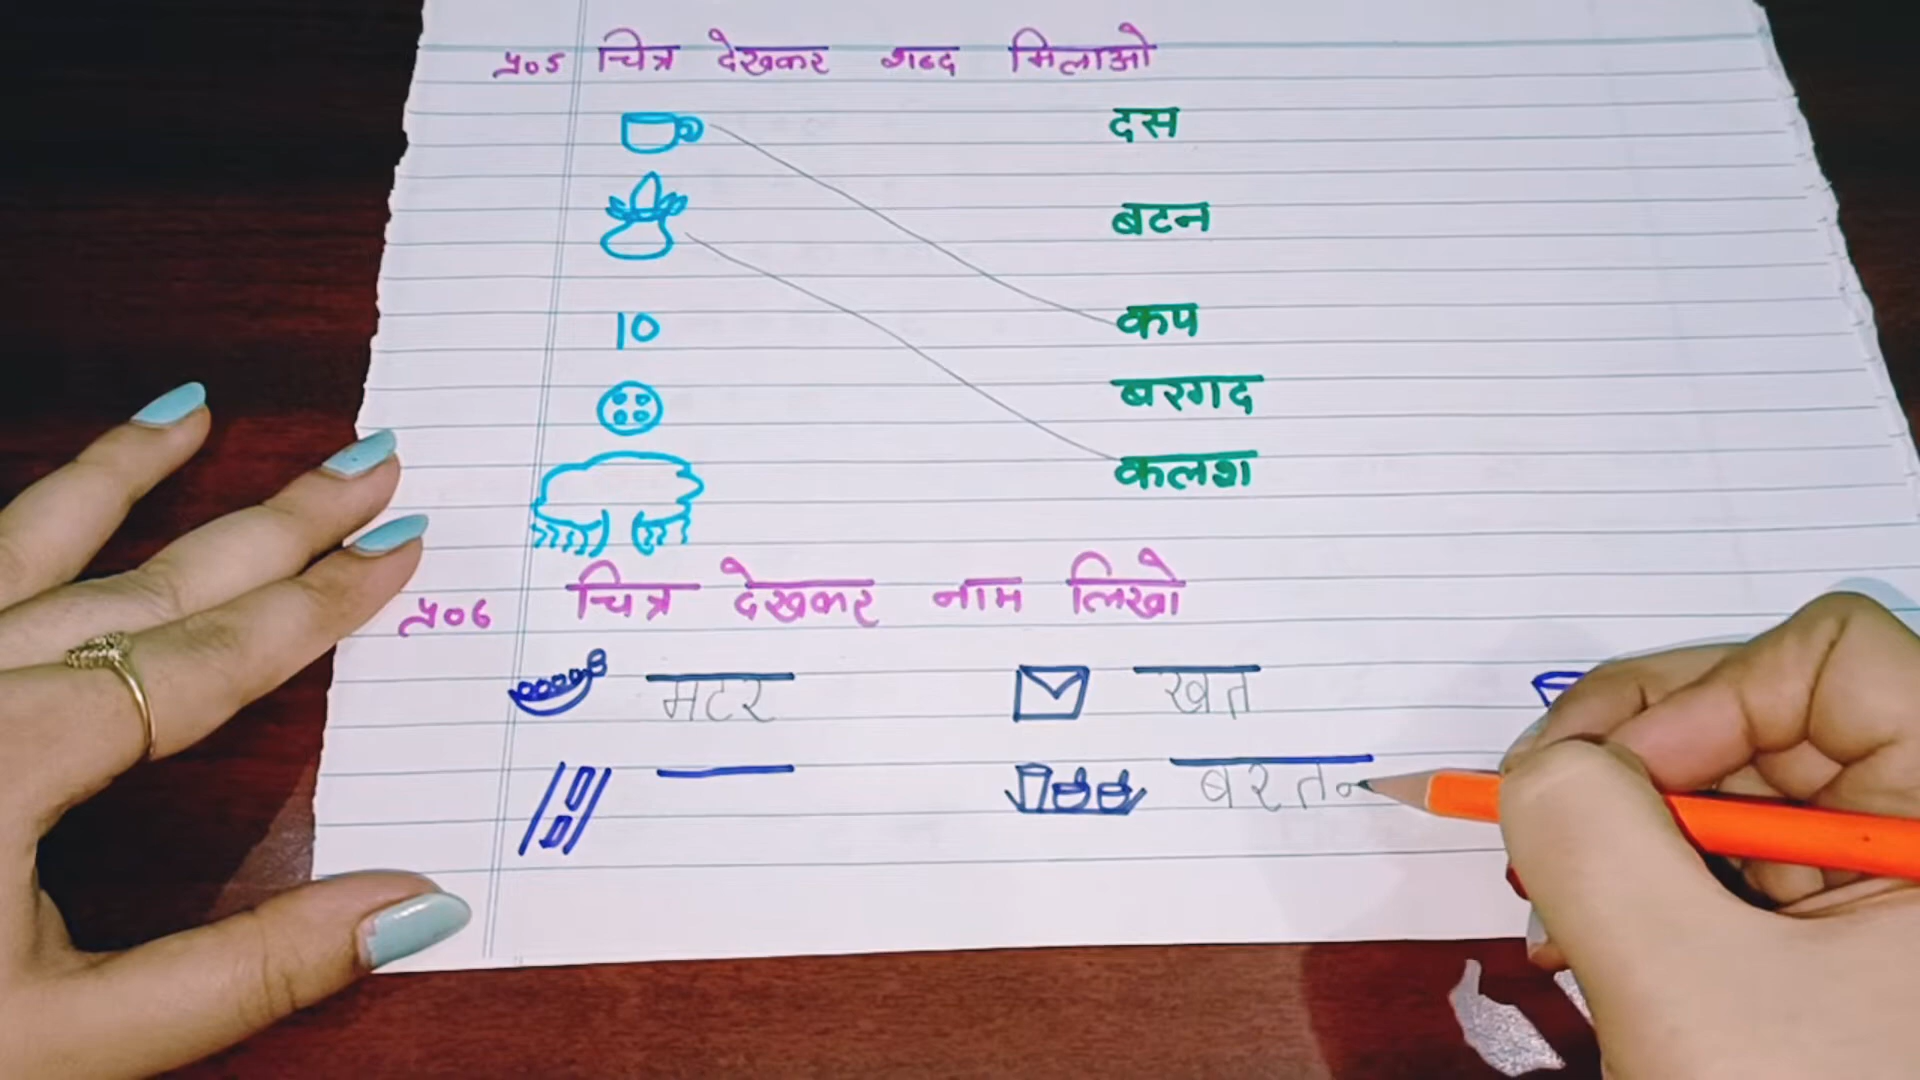 प्र०5 चित्र देखकर शब्द मिलाओ
दस
बटन
10 कप
बरगद
कलश
प्र०6 चित्र देखकर नाम लिखो
मटर खत
बरतन